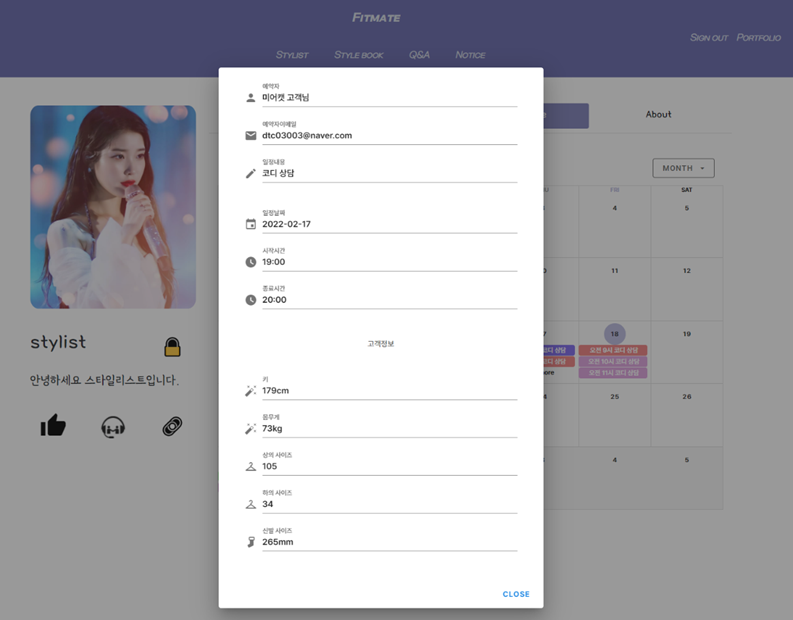 FITMATE
SIGN OUT PORTFOLIO
STYLIST STYLE BOOK Q&A NOTICE
About
MONTH
FRI SAT
4 5
11 12
18 19
25 26
4 5
코디 상담
오전 9시 코디 상담
오전 10시 코디 상담
오전 11시 코디 상담
stylist
안녕하세요 스타일리스트입니다.
예약자
미어캣 고객님
예약자이메일
dtc03003@naver.com
일정내용
코디 상담
일정날짜
2022-02-17
시작시간
19:00
종료시간
20:00
고객정보
키
179cm
몸무게
73kg
상의 사이즈
105
하의 사이즈
34
신발 사이즈
265mm
CLOSE